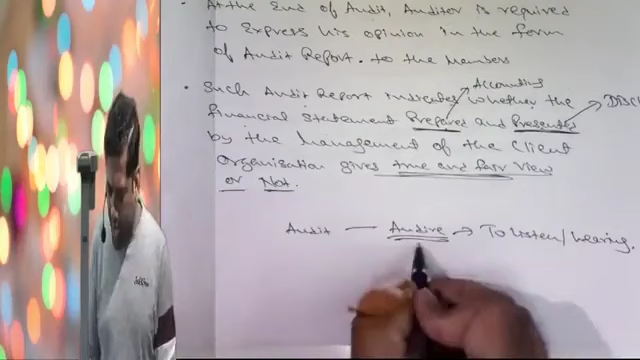 • At the End of Audit, Auditor is required
to Express his opinion in the form
of Audit Report. to the Members
Accounting
• Such Audit Report indicates whether the
DISCL
financial statement Prepared and Presented
by the management of the client
Organisation gives true and fair view
or Not.
Audit — Audire → To Listen/hearing.